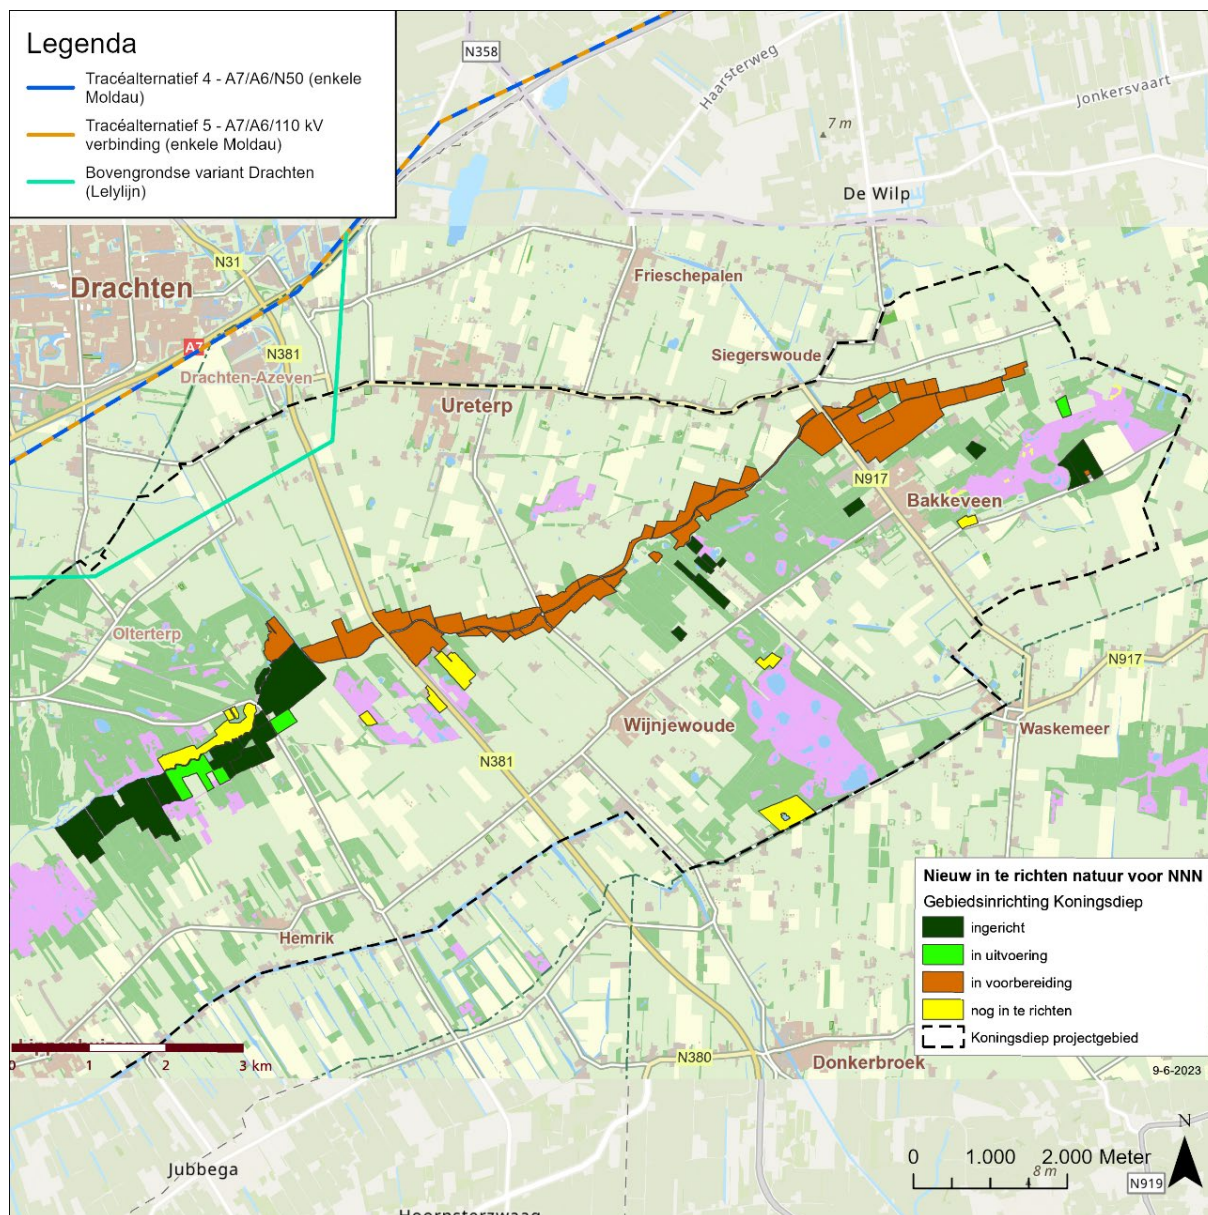 Legenda
Tracéalternatief 4 - A7/A6/N50 (enkele
Moldau)
Tracéalternatief 5 - A7/A6/110 kV
verbinding (enkele Moldau)
Bovengrondse variant Drachten
(Lelylijn)
N358
Haarsterweg
Jonkersvaart
7 m
De Wilp
N31
Drachten
Frieschepalen
A7
N381
Siegerswoude
Drachten-Azeven
Ureterp
N917
Bakkeveen
Olterterp
N917
Wijnjewoude
Waskemeer
N381
Hemrik
Nieuw in te richten natuur voor NNN
Gebiedsinrichting Koningsdiep
ingericht
in uitvoering
in voorbereiding
nog in te richten
Koningsdiep projectgebied
0 1 2 3 km
N380
Donkerbroek
9-6-2023
N
Jubbega
0 1.000 2.000 Meter
8 m
N919